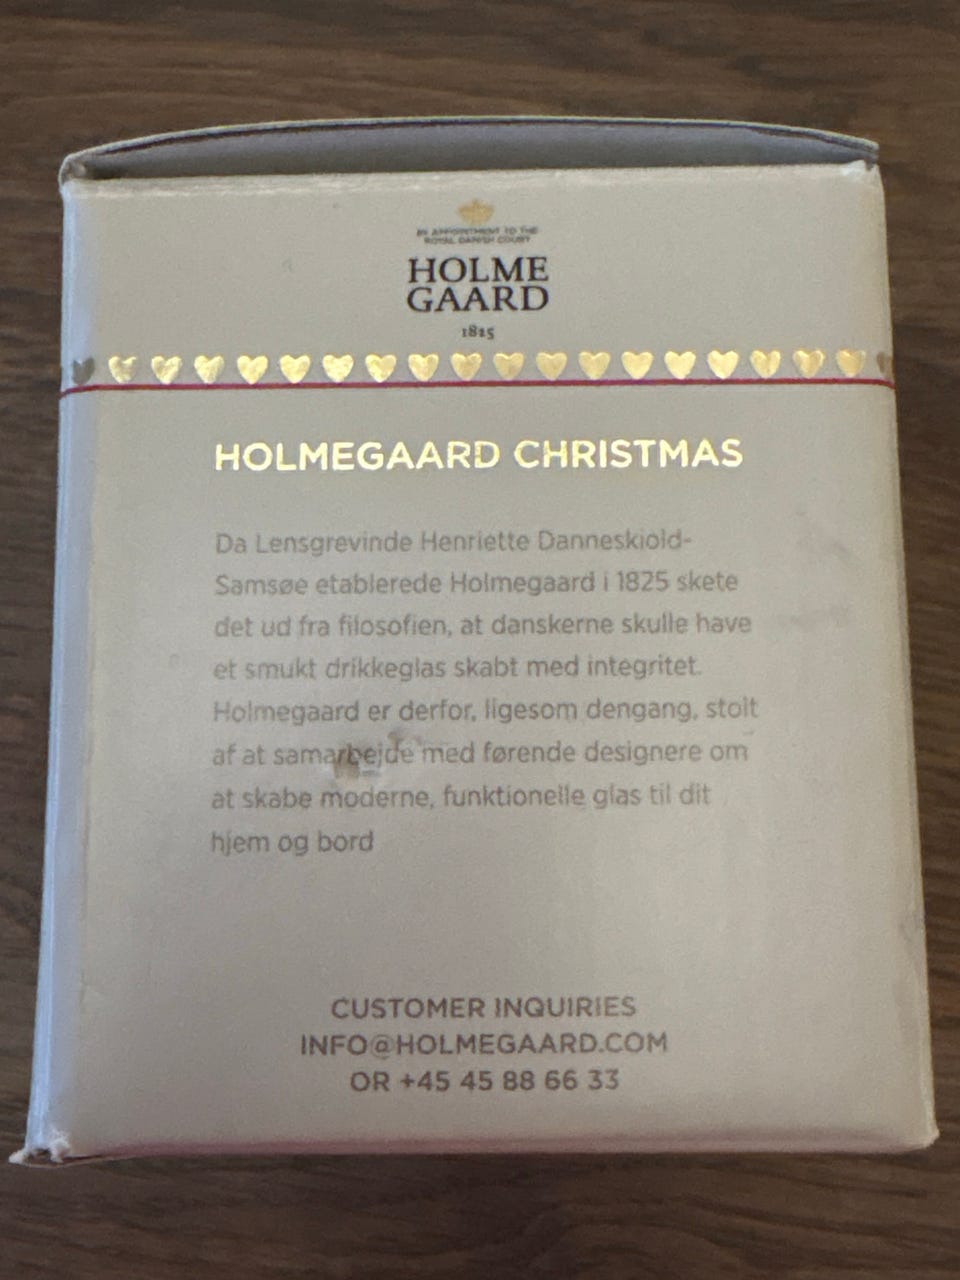 BY APPOINTMENT TO THE
ROYAL DANISH COURT
HOLME
GAARD
1825
HOLMEGAARD CHRISTMAS
Da Lensgrevinde Henriette Danneskiold-
Samsøe etablerede Holmegaard i 1825 skete
det ud fra filosofien, at danskerne skulle have
et smukt drikkeglas skabt med integritet.
Holmegaard er derfor, ligesom dengang, stolt
af at samarbejde med førende designere om
at skabe moderne, funktionelle glas til dit
hjem og bord
CUSTOMER INQUIRIES
INFO@HOLMEGAARD.COM
OR +45 45 88 66 33